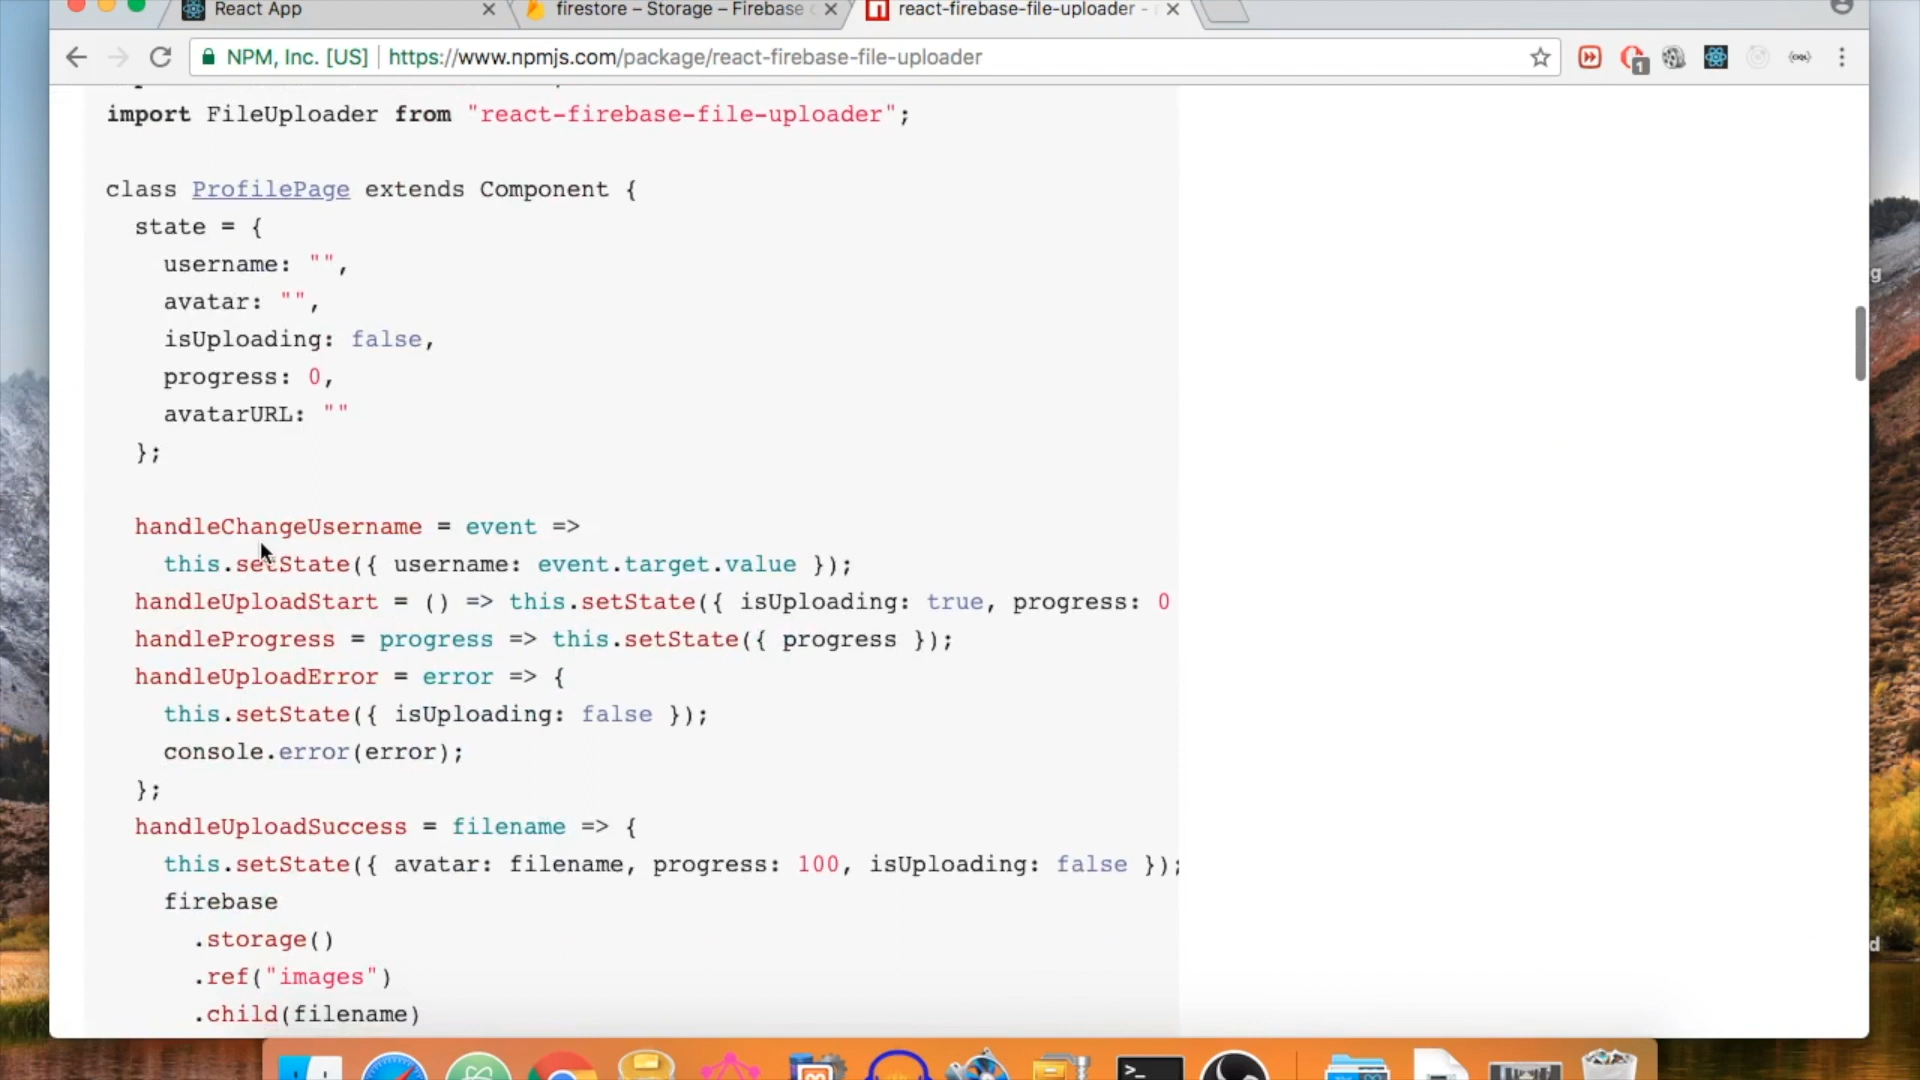 React App
firestore – Storage – Firebase
react-firebase-file-uploader -
NPM, Inc. [US]
https://www.npmjs.com/package/react-firebase-file-uploader
1
import FileUploader from "react-firebase-file-uploader";
class ProfilePage extends Component {
state = {
username: "",
avatar: "",
isUploading: false,
progress: 0,
avatarURL: ""
};
handleChangeUsername = event =>
this.setState({ username: event.target.value });
handleUploadStart = () => this.setState({ isUploading: true, progress: 0
handleProgress = progress => this.setState({ progress });
handleUploadError = error => {
this.setState({ isUploading: false });
console.error(error);
};
handleUploadSuccess = filename => {
this.setState({ avatar: filename, progress: 100, isUploading: false });
firebase
.storage()
.ref("images")
.child(filename)
g
d